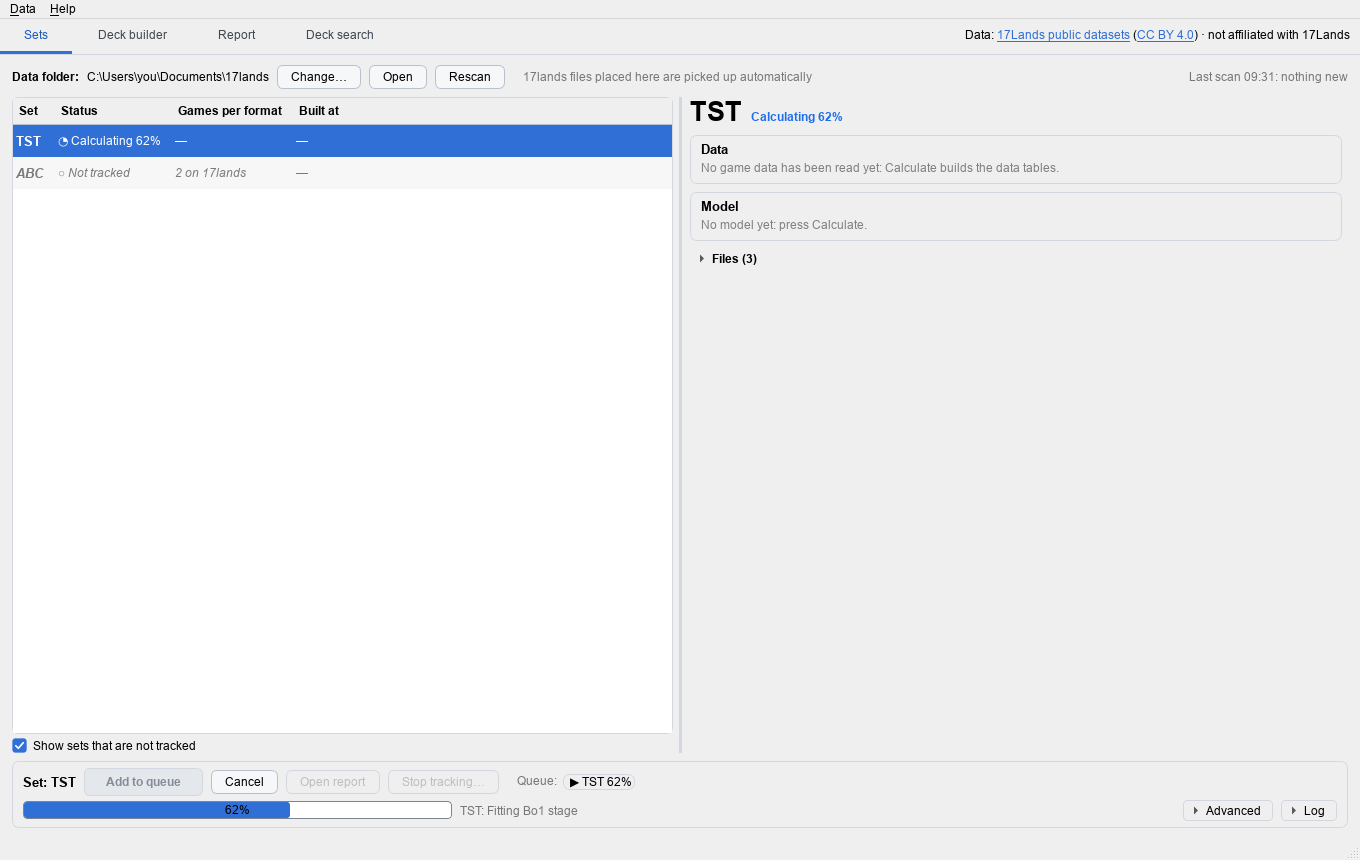 Data Help
Sets Deck builder Report Deck search Data: 17Lands public datasets (CC BY 4.0) · not affiliated with 17Lands
Data folder: C:\Users\you\Documents\17lands Change... Open Rescan 17lands files placed here are picked up automatically Last scan 09:31: nothing new
Set Status Games per format Built at
TST Calculating 62% — —
ABC Not tracked 2 on 17lands —
TST Calculating 62%
Data
No game data has been read yet: Calculate builds the data tables.
Model
No model yet: press Calculate.
Files (3)
Show sets that are not tracked
Set: TST Add to queue Cancel Open report Stop tracking... Queue: ▶ TST 62%
62% TST: Fitting Bo1 stage Advanced Log